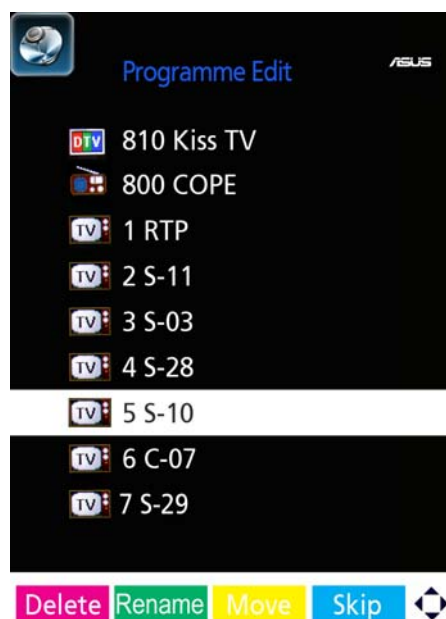 Programme Edit
ASUS
DTV 810 Kiss TV
800 COPE
TV 1 RTP
TV 2 S-11
TV 3 S-03
TV 4 S-28
TV 5 S-10
TV 6 C-07
TV 7 S-29
Delete Rename Move Skip